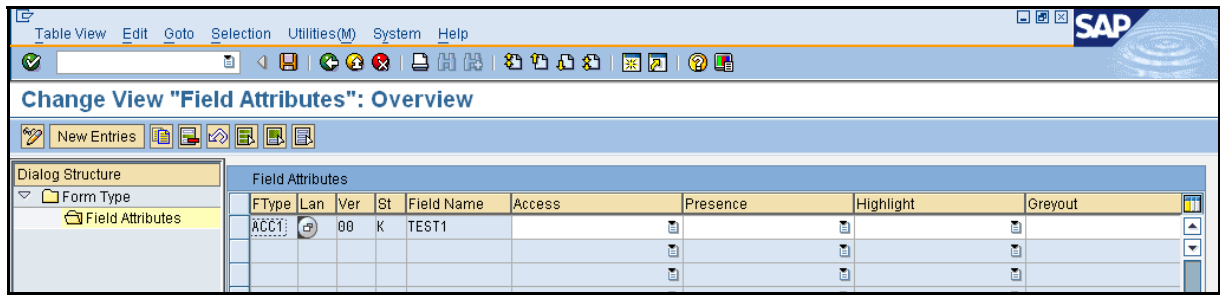 Table View Edit Goto Selection Utilities(M) System Help
SAP
Change View "Field Attributes": Overview
New Entries
Dialog Structure
Form Type
Field Attributes
Field Attributes
FType Lan Ver St Field Name Access Presence Highlight Greyout
ACC1 00 K TEST1